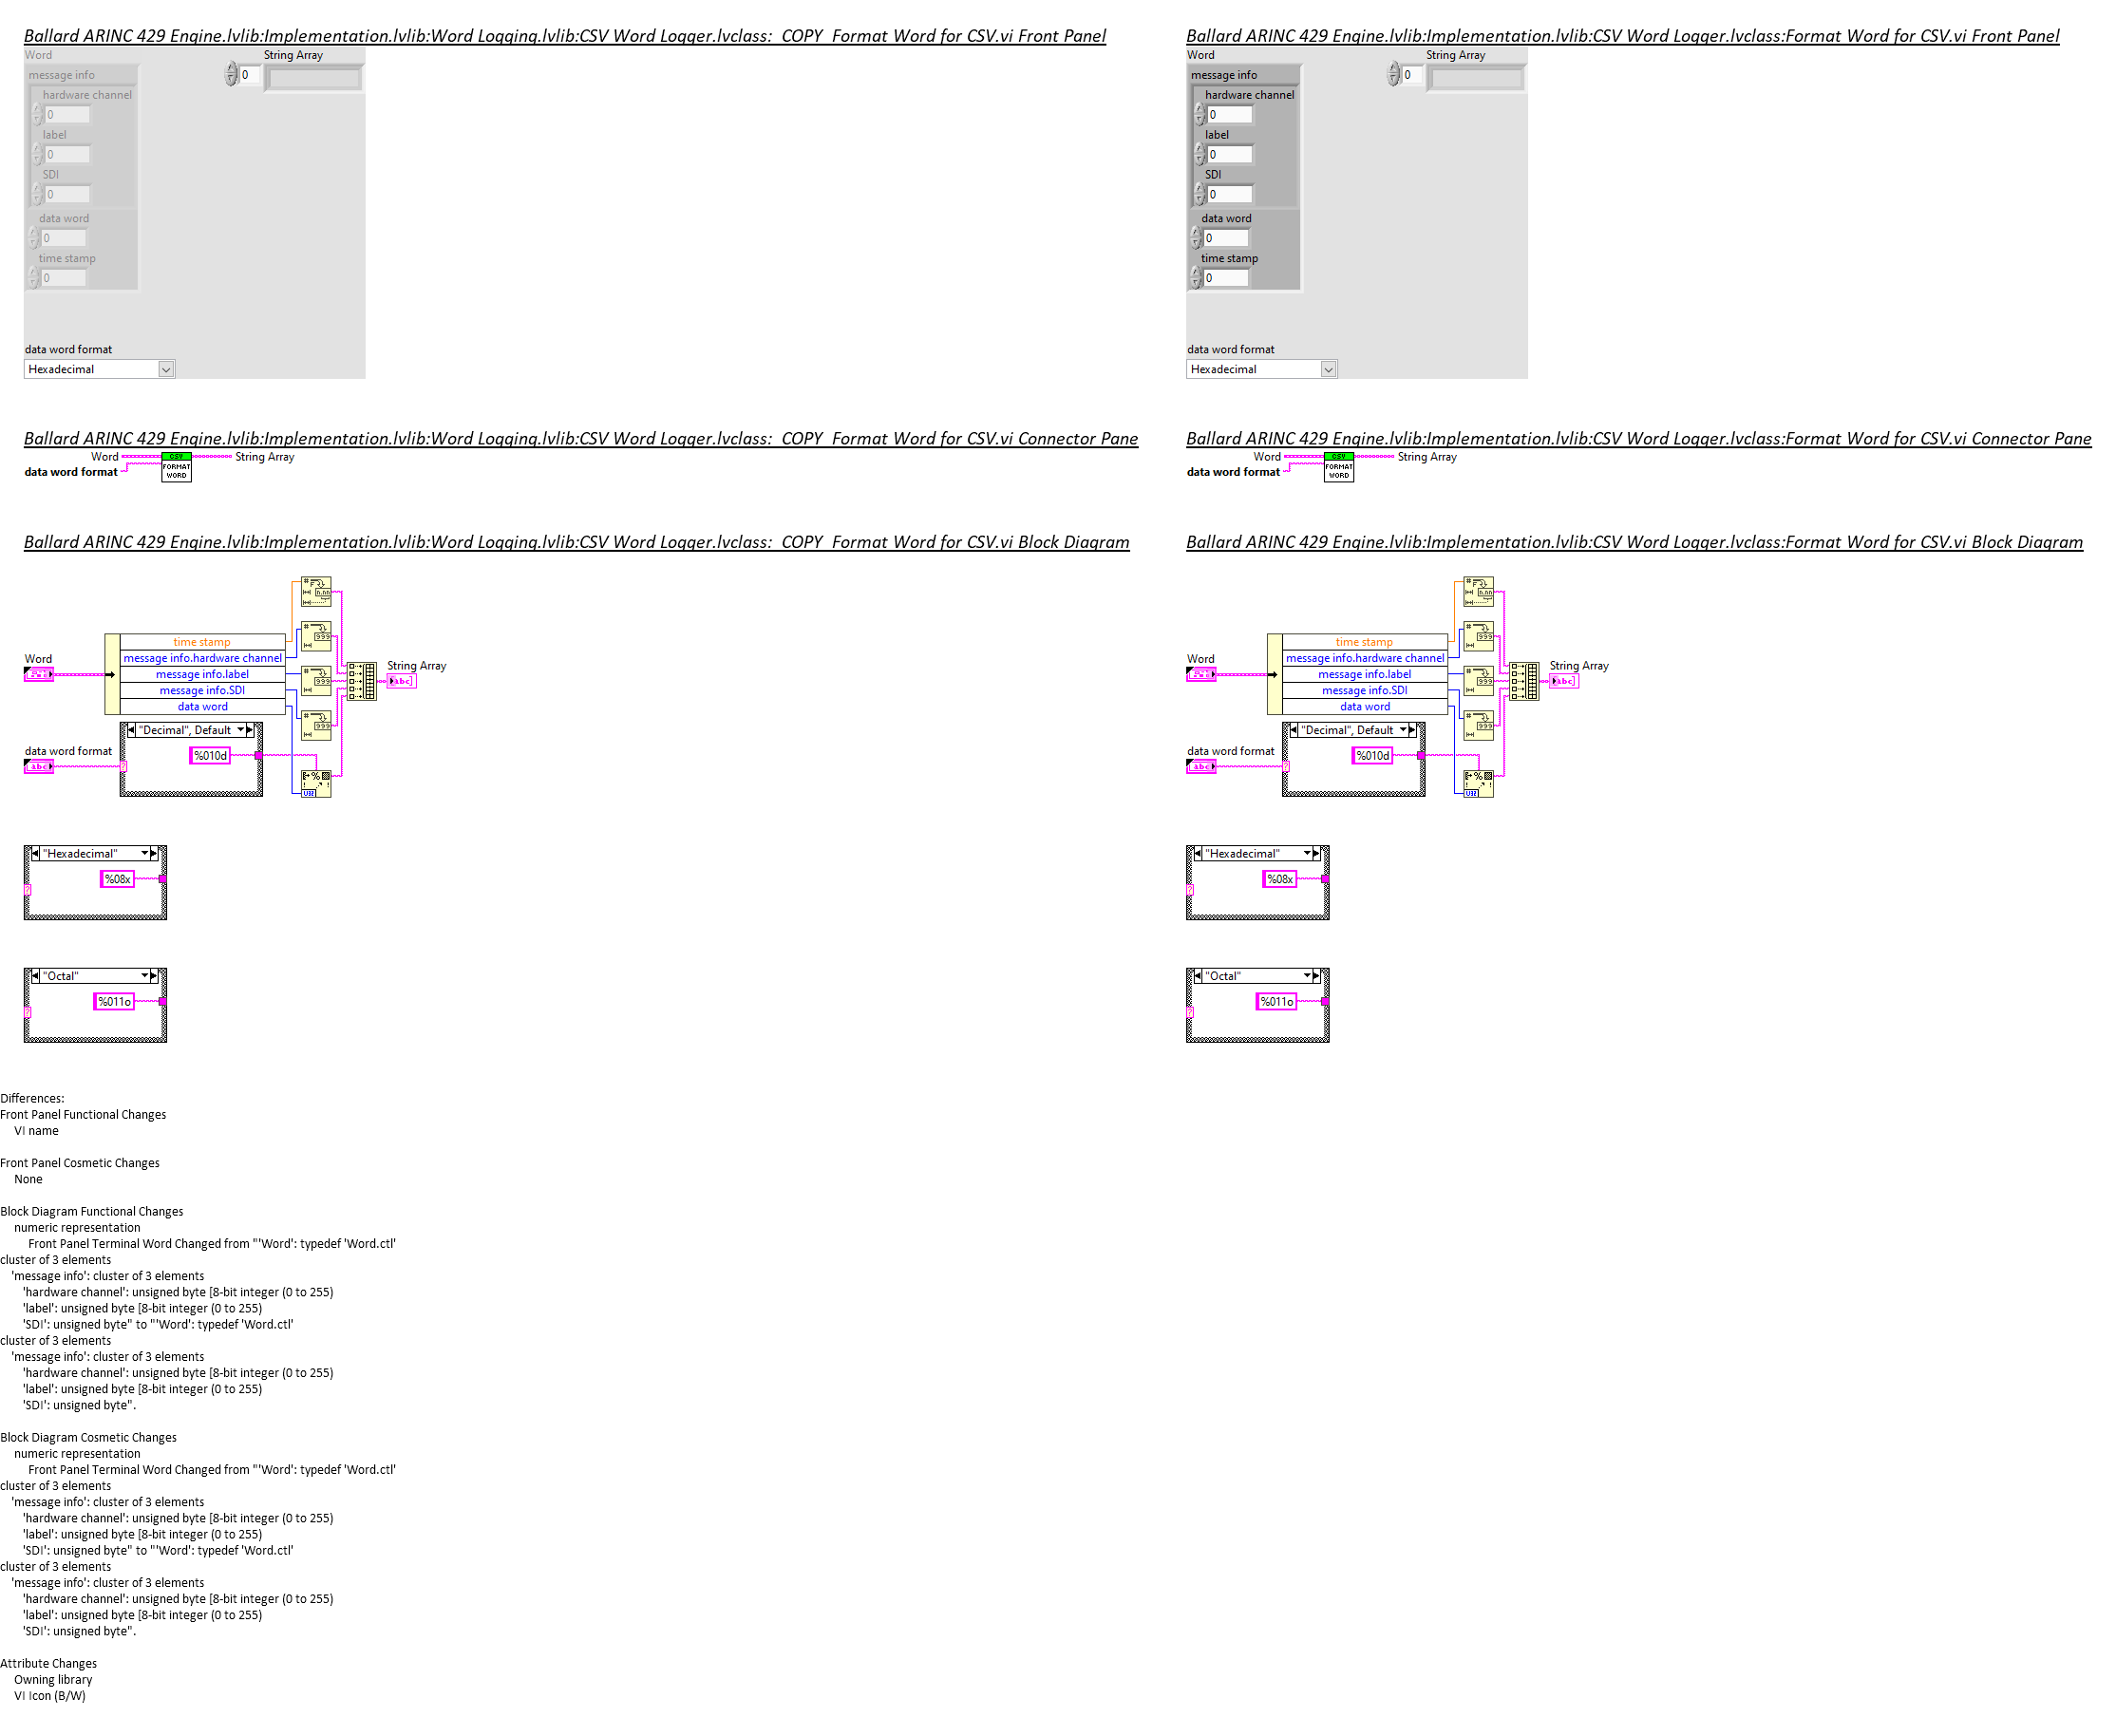 Ballard ARINC 429 Engine.lvlib:Implementation.lvlib:Word Logging.lvlib:CSV Word Logger.lvclass:_COPY_Format Word for CSV.vi Front Panel
Word
String Array
message info
0
hardware channel
0
label
0
SDI
0
data word
0
time stamp
0
data word format
Hexadecimal
Ballard ARINC 429 Engine.lvlib:Implementation.lvlib:Word Logging.lvlib:CSV Word Logger.lvclass:Format Word for CSV.vi Front Panel
Word
String Array
message info
0
hardware channel
0
label
0
SDI
0
data word
0
time stamp
0
data word format
Hexadecimal
Ballard ARINC 429 Engine.lvlib:Implementation.lvlib:Word Logging.lvlib:CSV Word Logger.lvclass:_COPY_Format Word for CSV.vi Connector Pane
Word
CSV
String Array
data word format
FORMAT
WORD
Ballard ARINC 429 Engine.lvlib:Implementation.lvlib:Word Logging.lvlib:CSV Word Logger.lvclass:Format Word for CSV.vi Connector Pane
Word
CSV
String Array
data word format
FORMAT
WORD
Ballard ARINC 429 Engine.lvlib:Implementation.lvlib:Word Logging.lvlib:CSV Word Logger.lvclass:_COPY_Format Word for CSV.vi Block Diagram
time stamp
message info.hardware channel
message info.label
message info.SDI
data word
Word
String Array
"Decimal", Default
%010d
data word format
abc
U32
"Hexadecimal"
%08x
"Octal"
%011o
Ballard ARINC 429 Engine.lvlib:Implementation.lvlib:Word Logging.lvlib:CSV Word Logger.lvclass:Format Word for CSV.vi Block Diagram
time stamp
message info.hardware channel
message info.label
message info.SDI
data word
Word
String Array
"Decimal", Default
%010d
data word format
abc
U32
"Hexadecimal"
%08x
"Octal"
%011o
Differences:
Front Panel Functional Changes
VI name
Front Panel Cosmetic Changes
None
Block Diagram Functional Changes
numeric representation
Front Panel Terminal Word Changed from "'Word': typedef 'Word.ctl'
cluster of 3 elements
'message info': cluster of 3 elements
'hardware channel': unsigned byte [8-bit integer (0 to 255)
'label': unsigned byte [8-bit integer (0 to 255)
'SDI': unsigned byte" to "'Word': typedef 'Word.ctl'
cluster of 3 elements
'message info': cluster of 3 elements
'hardware channel': unsigned byte [8-bit integer (0 to 255)
'label': unsigned byte [8-bit integer (0 to 255)
'SDI': unsigned byte".
Block Diagram Cosmetic Changes
numeric representation
Front Panel Terminal Word Changed from "'Word': typedef 'Word.ctl'
cluster of 3 elements
'message info': cluster of 3 elements
'hardware channel': unsigned byte [8-bit integer (0 to 255)
'label': unsigned byte [8-bit integer (0 to 255)
'SDI': unsigned byte" to "'Word': typedef 'Word.ctl'
cluster of 3 elements
'message info': cluster of 3 elements
'hardware channel': unsigned byte [8-bit integer (0 to 255)
'label': unsigned byte [8-bit integer (0 to 255)
'SDI': unsigned byte".
Attribute Changes
Owning library
VI Icon (B/W)